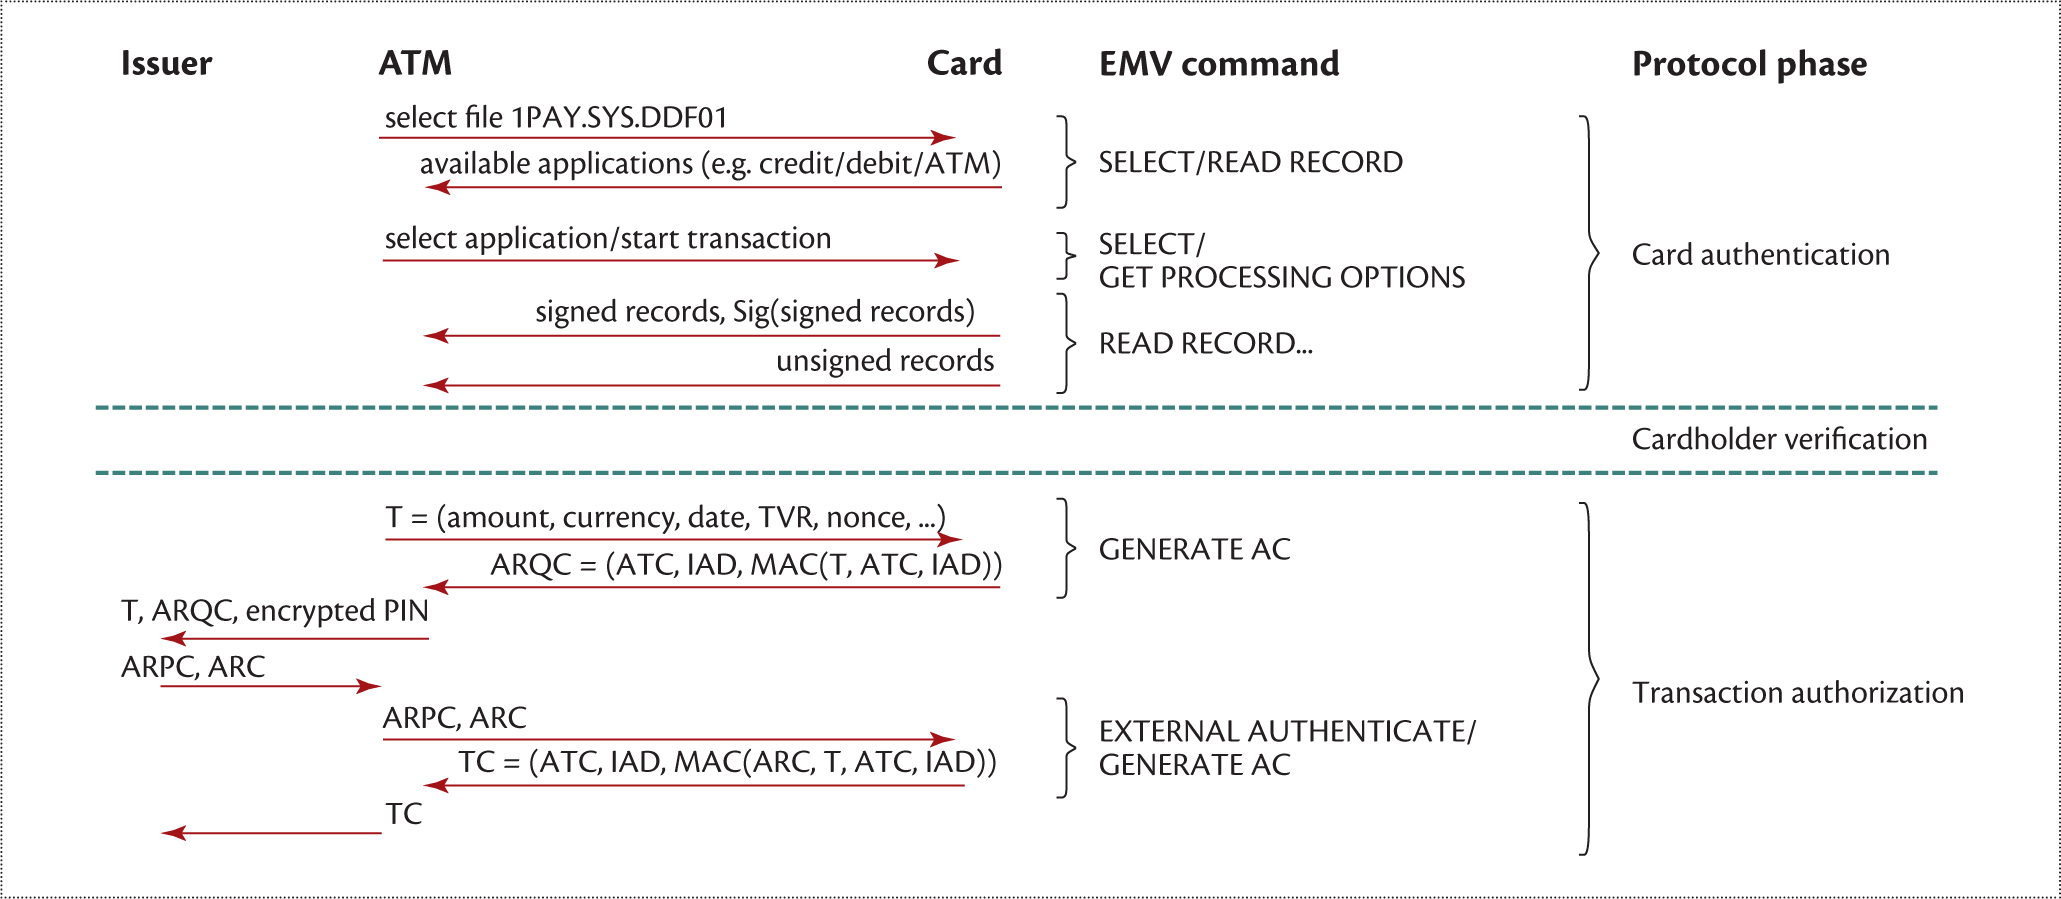 Issuer ATM Card EMV command Protocol phase
select file 1PAY.SYS.DDF01
available applications (e.g. credit/debit/ATM)
SELECT/READ RECORD
select application/start transaction
SELECT/
GET PROCESSING OPTIONS
Card authentication
signed records, Sig(signed records)
unsigned records
READ RECORD...
Cardholder verification
T = (amount, currency, date, TVR, nonce, ...)
ARQC = (ATC, IAD, MAC(T, ATC, IAD))
GENERATE AC
T, ARQC, encrypted PIN
ARPC, ARC
Transaction authorization
ARPC, ARC
TC = (ATC, IAD, MAC(ARC, T, ATC, IAD))
EXTERNAL AUTHENTICATE/
GENERATE AC
TC